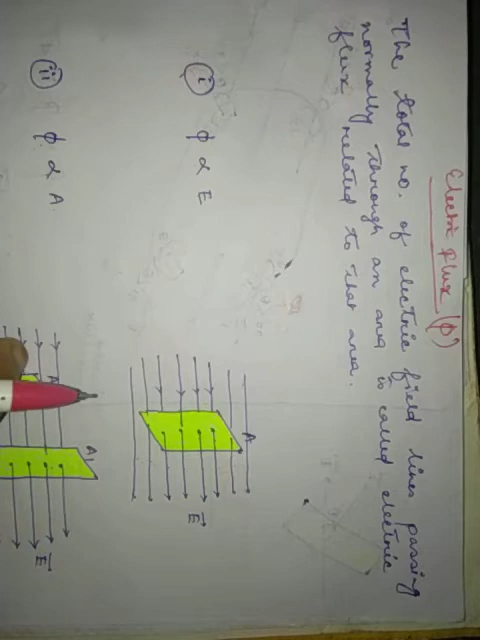 Electric flux (φ)
The total no. of electric field lines passing
normally through an area is called electric
flux related to that area.
(i) φ α E
A
E⃗
(ii) φ α A
A
A₁
E⃗